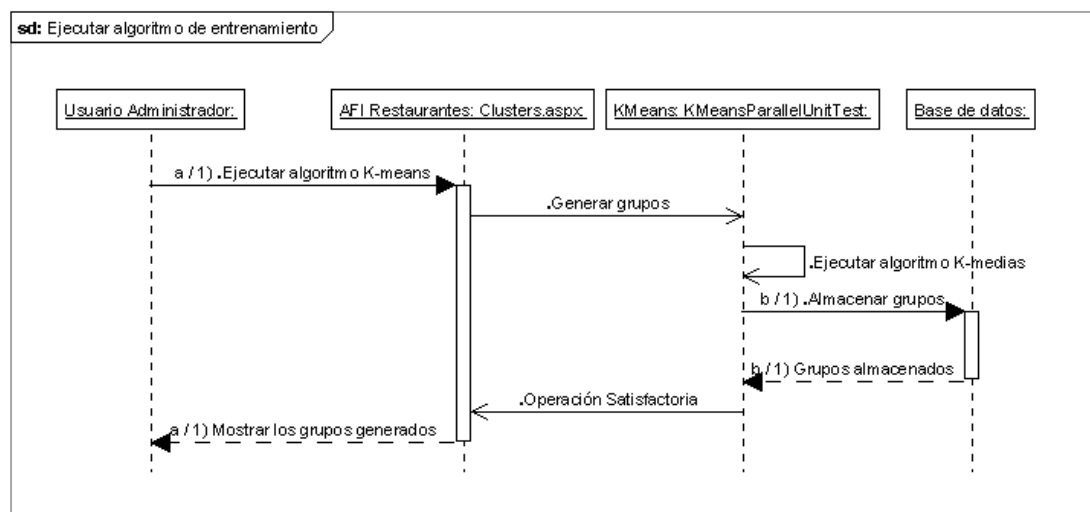 sd: Ejecutar algoritmo de entrenamiento
Usuario Administrador:
AFI Restaurantes: Clusters.aspx:
KMeans: KMeansParallelUnitTest:
Base de datos:
a / 1) .Ejecutar algoritmo K-means
.Generar grupos
.Ejecutar algoritmo K-medias
b / 1) .Almacenar grupos
b / 1) Grupos almacenados
.Operación Satisfactoria
a / 1) Mostrar los grupos generados